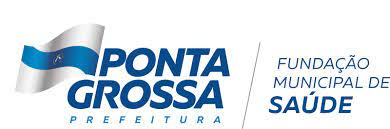 PONTA
GROSSA
PREFEITURA
FUNDAÇÃO
MUNICIPAL DE
SAÚDE